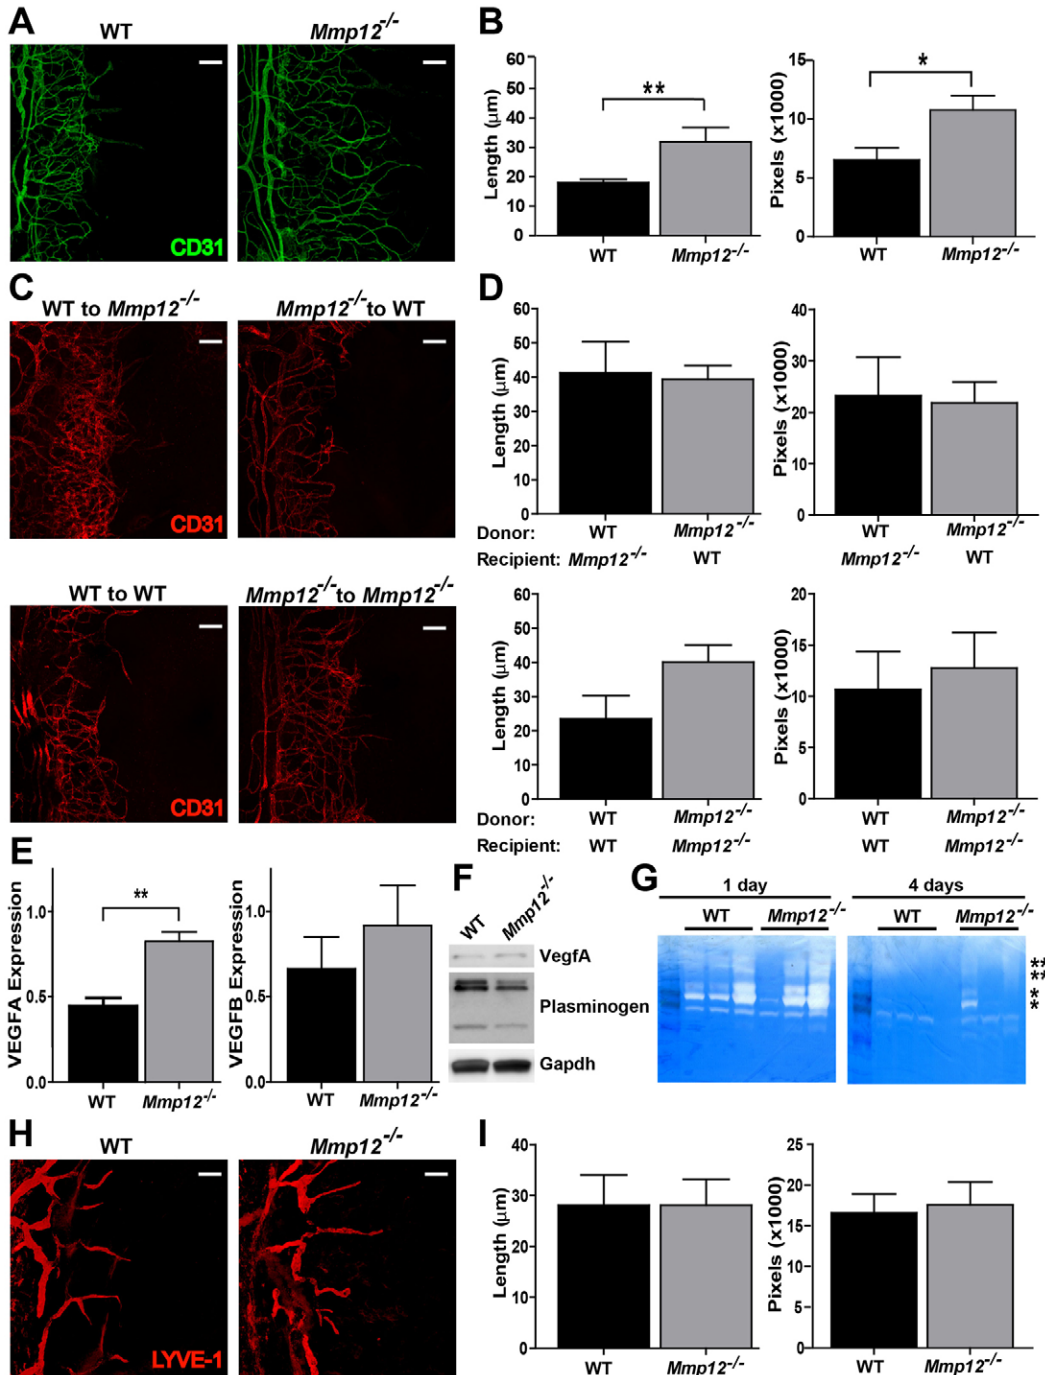 A
WT
Mmp12-/-
CD31
B
Length (µm)
60
50
40
30
20
10
0
**
WT
Mmp12-/-
Pixels (x1000)
15
10
5
0
*
WT
Mmp12-/-
C
WT to Mmp12-/-
Mmp12-/- to WT
CD31
WT to WT
Mmp12-/- to Mmp12-/-
CD31
D
Length (µm)
60
50
40
30
20
10
0
Pixels (x1000)
40
30
20
10
0
Donor: WT Mmp12-/- Mmp12-/-
WT
Recipient: Mmp12-/- WT Mmp12-/- WT
Length (µm)
60
50
40
30
20
10
0
Pixels (x1000)
20
15
10
5
0
Donor: WT Mmp12-/- WT Mmp12-/-
Recipient: WT Mmp12-/- WT Mmp12-/-
E
VEGFA Expression
1.0
0.5
0.0
**
WT
Mmp12-/-
VEGFB Expression
1.0
0.5
0.0
WT
Mmp12-/-
F
WT
Mmp12-/-
VegfA
Plasminogen
Gapdh
G
1 day
4 days
WT
Mmp12-/-
WT
Mmp12-/-
**
**
*
*
H
WT
Mmp12-/-
LYVE-1
I
Length (µm)
40
30
20
10
0
WT
Mmp12-/-
Pixels (x1000)
25
20
15
10
5
0
WT
Mmp12-/-